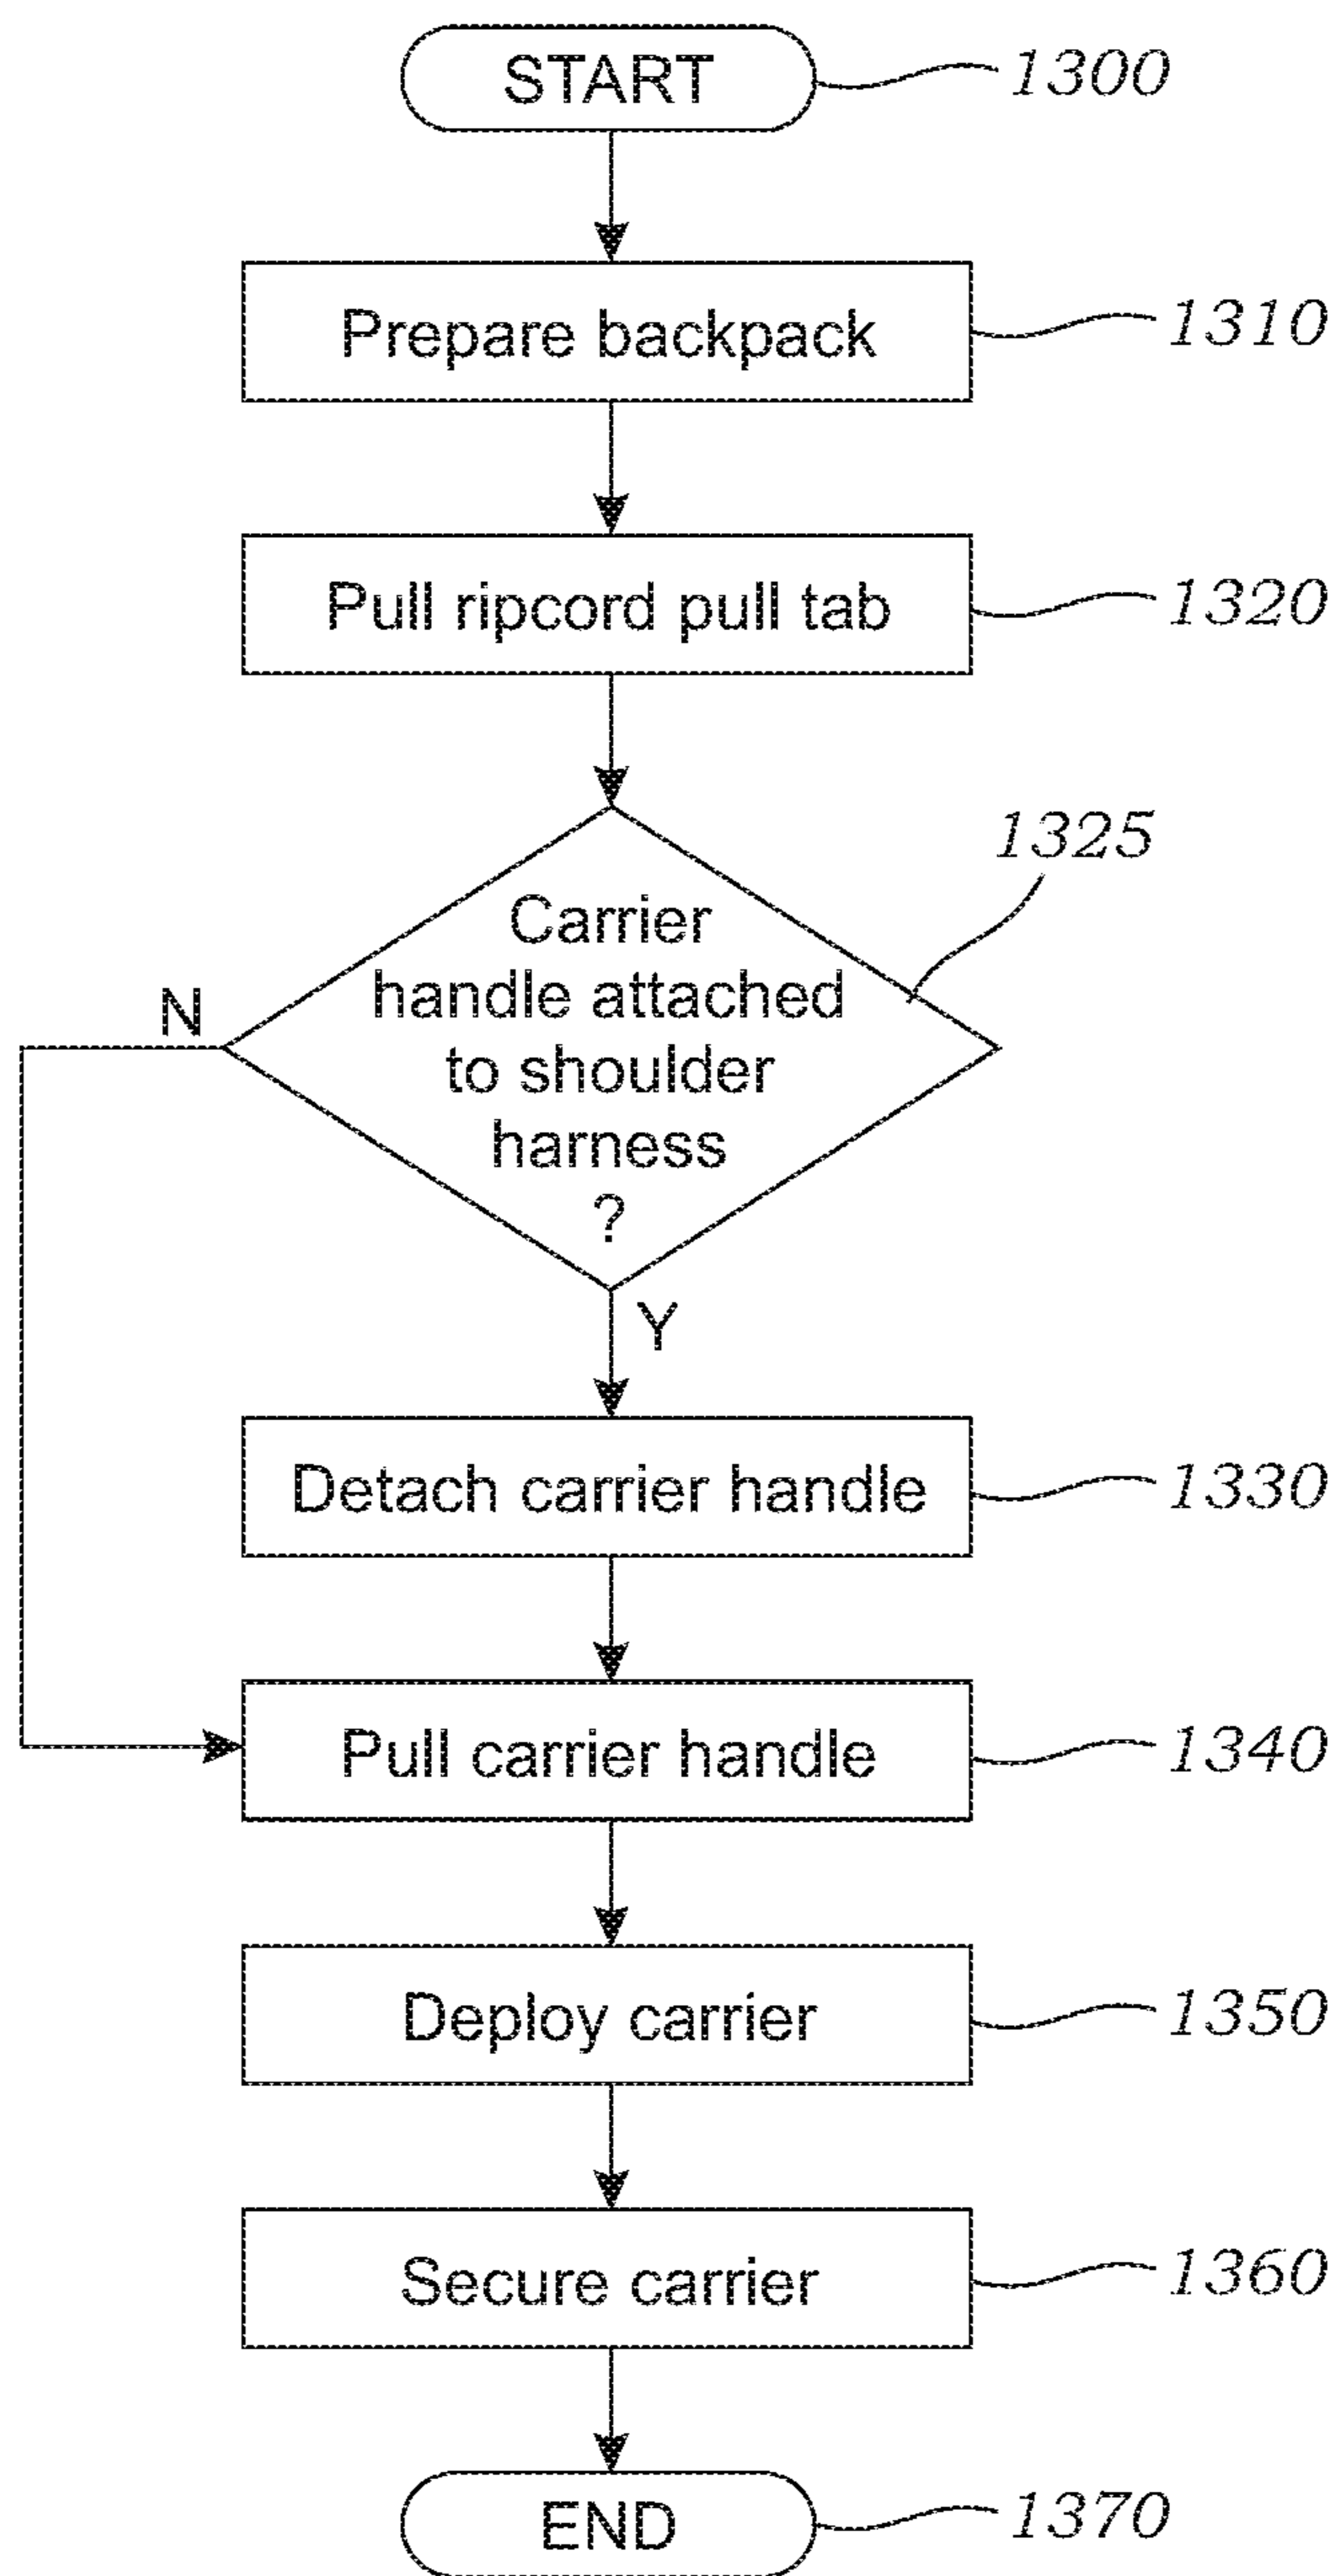 START
1300
Prepare backpack
1310
Pull ripcord pull tab
1320
1325
Carrier
handle attached
to shoulder
harness
?
N
Y
Detach carrier handle
1330
Pull carrier handle
1340
Deploy carrier
1350
Secure carrier
1360
END
1370